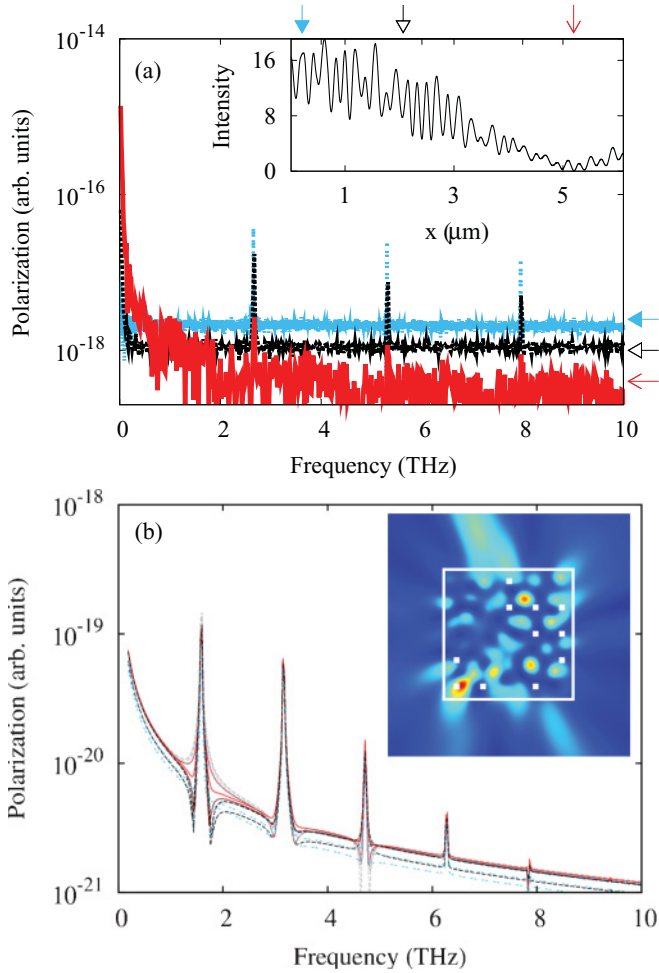 (a)
10⁻¹⁴
10⁻¹⁶
10⁻¹⁸
Polarization (arb. units)
16
8
0
Intensity
1 3 5
x (μm)
0 2 4 6 8 10
Frequency (THz)
(b)
10⁻¹⁸
10⁻¹⁹
10⁻²⁰
10⁻²¹
Polarization (arb. units)
0 2 4 6 8 10
Frequency (THz)